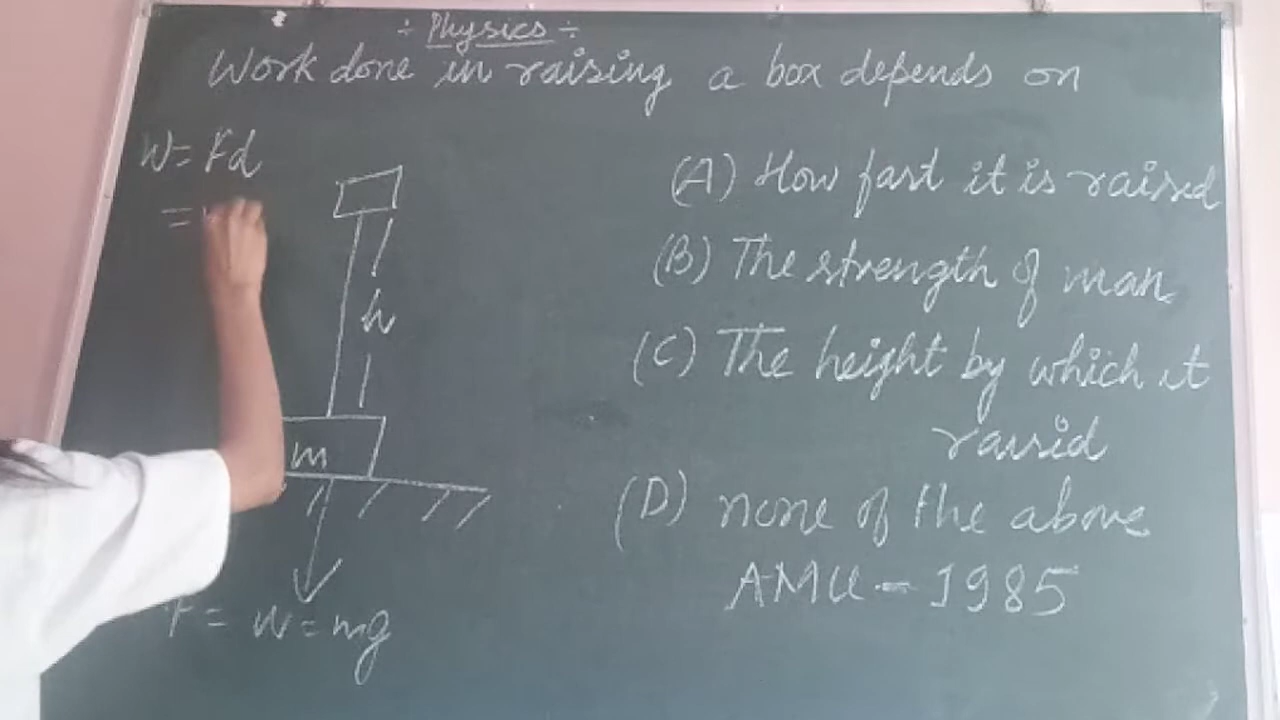 ÷ Physics ÷
Work done in raising a box depends on
W = Fd
=
h
m
F = W = mg
(A) How fast it is raised
(B) The strength of man
(C) The height by which it
raisid
(D) none of the above
AMU - 1985